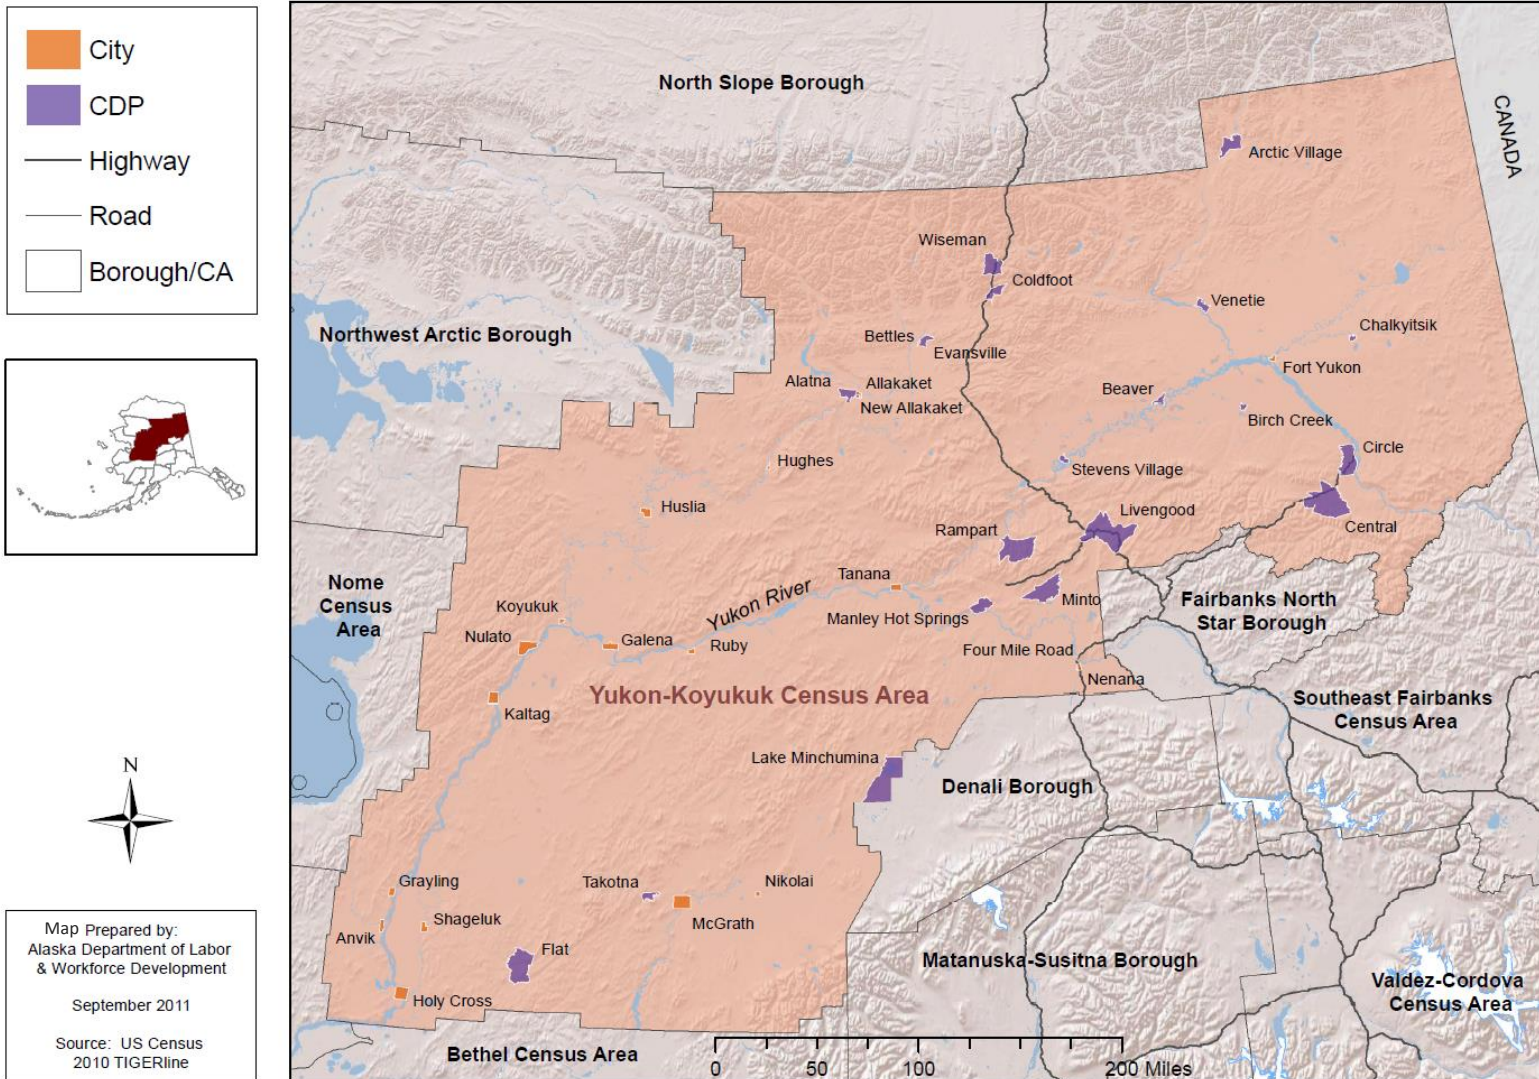 City
CDP
Highway
Road
Borough/CA
N
Map Prepared by:
Alaska Department of Labor
& Workforce Development
September 2011
Source: US Census
2010 TIGERline
North Slope Borough
CANADA
Arctic Village
Wiseman
Coldfoot
Venetie
Northwest Arctic Borough
Bettles
Evansville
Chalkyitsik
Fort Yukon
Alatna
Allakaket
New Allakaket
Beaver
Birch Creek
Circle
Hughes
Stevens Village
Huslia
Livengood
Central
Rampart
Nome
Census
Area
Tanana
Yukon River
Koyukuk
Nulato
Galena
Ruby
Manley Hot Springs
Minto
Fairbanks North
Star Borough
Four Mile Road
Nenana
Kaltag
Yukon-Koyukuk Census Area
Southeast Fairbanks
Census Area
Lake Minchumina
Denali Borough
Grayling
Takotna
Nikolai
Shageluk
McGrath
Anvik
Flat
Matanuska-Susitna Borough
Valdez-Cordova
Census Area
Holy Cross
Bethel Census Area
0 50 100 200 Miles